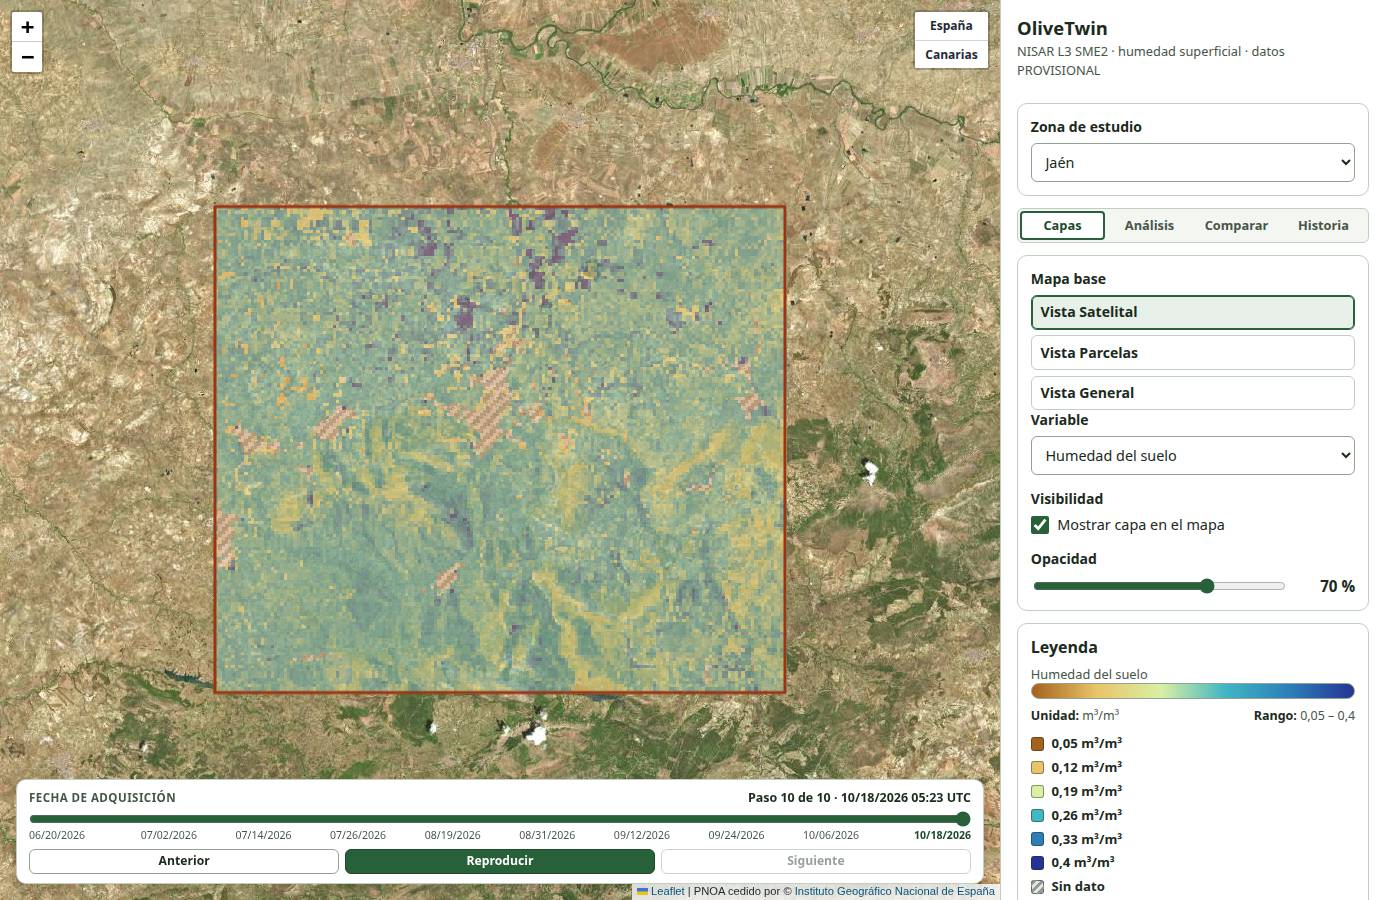 +
−
España
Canarias
FECHA DE ADQUISICIÓN
Paso 10 de 10 · 10/18/2026 05:23 UTC
06/20/2026 07/02/2026 07/14/2026 07/26/2026 08/19/2026 08/31/2026 09/12/2026 09/24/2026 10/06/2026 10/18/2026
Anterior Reproducir Siguiente
Leaflet | PNOA cedido por © Instituto Geográfico Nacional de España
OliveTwin
NISAR L3 SME2 · humedad superficial · datos
PROVISIONAL
Zona de estudio
Jaén
Capas Análisis Comparar Historia
Mapa base
Vista Satelital
Vista Parcelas
Vista General
Variable
Humedad del suelo
Visibilidad
Mostrar capa en el mapa
Opacidad
70 %
Leyenda
Humedad del suelo
Unidad: m³/m³ Rango: 0,05 – 0,4
0,05 m³/m³
0,12 m³/m³
0,19 m³/m³
0,26 m³/m³
0,33 m³/m³
0,4 m³/m³
Sin dato